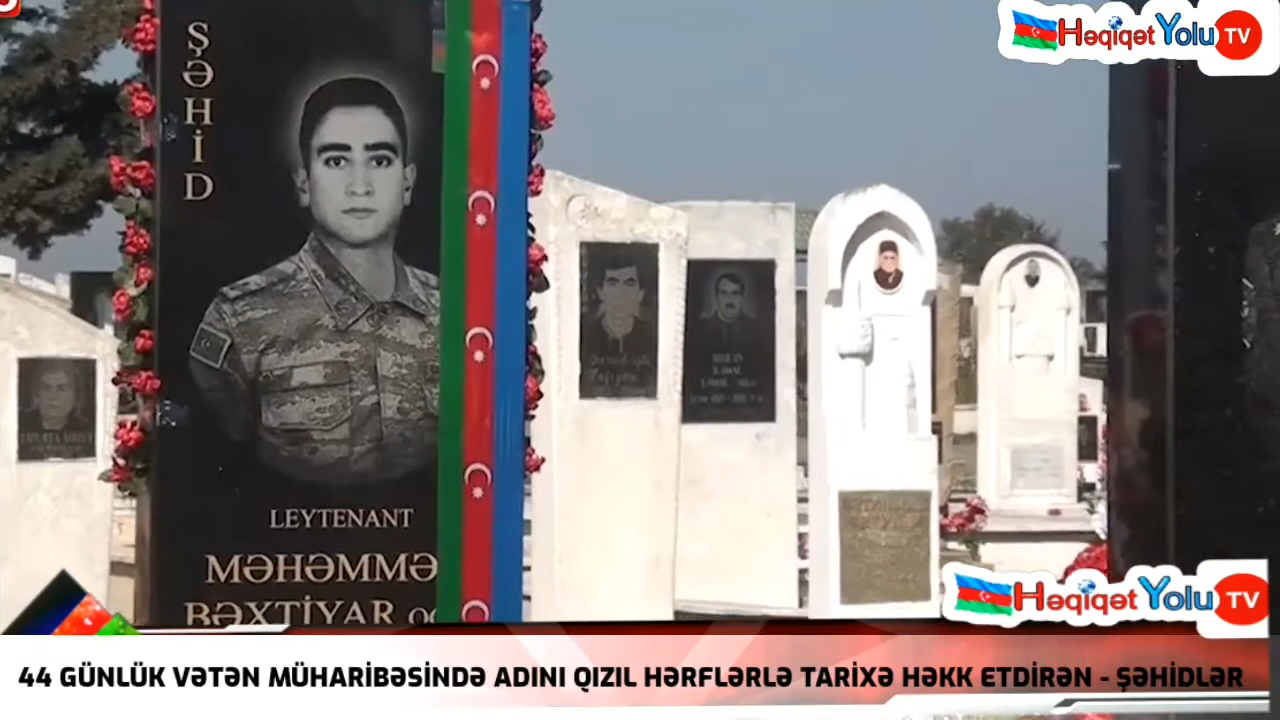 ŞƏHİD
Həqiqət Yolu TV
LEYTENANT
MƏHƏMMƏ
BƏXTİYAR
Həqiqət Yolu TV
44 GÜNLÜK VƏTƏN MÜHARİBƏSİNDƏ ADINI QIZIL HƏRFLƏRLƏ TARİXƏ HƏKK ETDİRƏN - ŞƏHİDLƏR